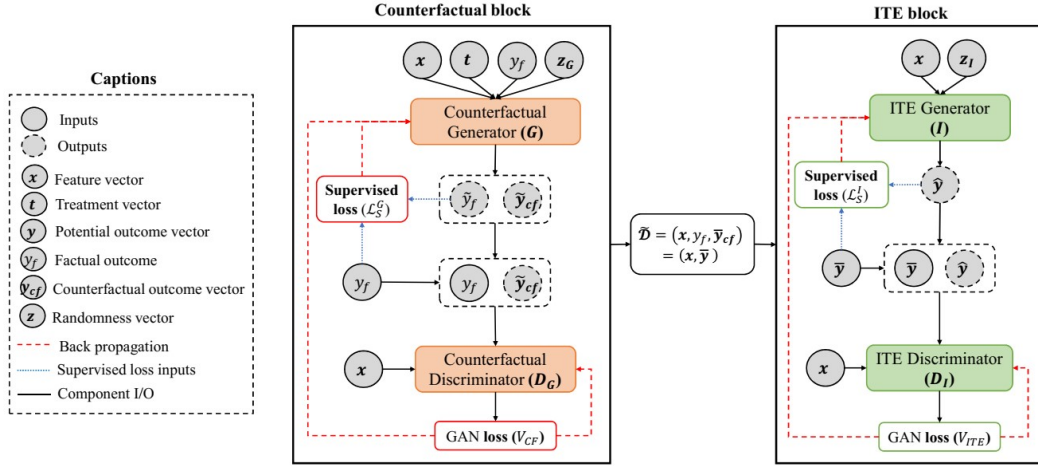 Counterfactual block
ITE block
Captions
Inputs
Outputs
x Feature vector
t Treatment vector
y Potential outcome vector
y_f Factual outcome
y_cf Counterfactual outcome vector
z Randomness vector
Back propagation
Supervised loss inputs
Component I/O
x t y_f z_G
Counterfactual
Generator (G)
Supervised
loss (ℒ_S^G)
ỹ_f ỹ_cf
y_f
y_f ỹ_cf
x
Counterfactual
Discriminator (D_G)
GAN loss (V_CF)
𝒟̃ = (x, y_f, ȳ_cf)
= (x, ȳ )
x z_I
ITE Generator
(I)
Supervised
loss (ℒ_S^I)
ŷ
ȳ
ȳ ŷ
x
ITE Discriminator
(D_I)
GAN loss (V_ITE)